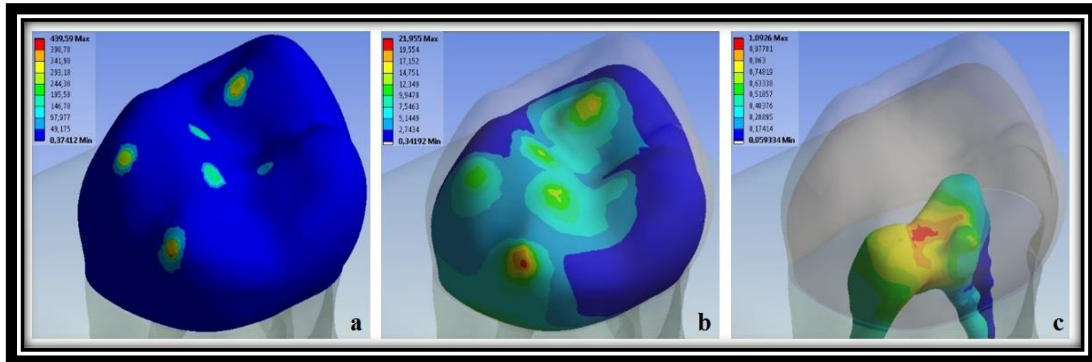 439,59 Max
390,78
341,98
293,18
244,38
195,58
146,78
97,977
49,175
0,37412 Min
a
21,955 Max
19,554
17,152
14,751
12,349
9,9478
7,5463
5,1449
2,7434
0,34192 Min
b
1,0926 Max
0,97781
0,863
0,74819
0,63338
0,51857
0,40376
0,28895
0,17414
0,059334 Min
c